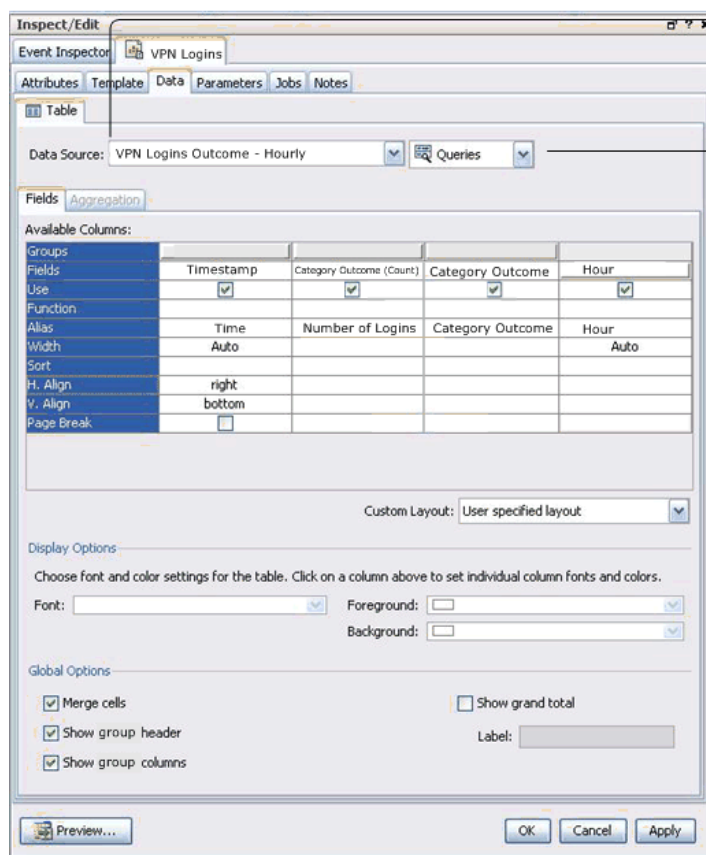 Inspect/Edit
Event Inspector VPN Logins
Attributes Template Data Parameters Jobs Notes
Table
Data Source: VPN Logins Outcome - Hourly Queries
Fields Aggregation
Available Columns:
Groups
Fields Timestamp Category Outcome (Count) Category Outcome Hour
Use
Function
Alias Time Number of Logins Category Outcome Hour
Width Auto Auto
Sort
H. Align right
V. Align bottom
Page Break
Custom Layout: User specified layout
Display Options
Choose font and color settings for the table. Click on a column above to set individual column fonts and colors.
Font: Foreground:
Background:
Global Options
Merge cells Show grand total
Show group header Label:
Show group columns
Preview... OK Cancel Apply